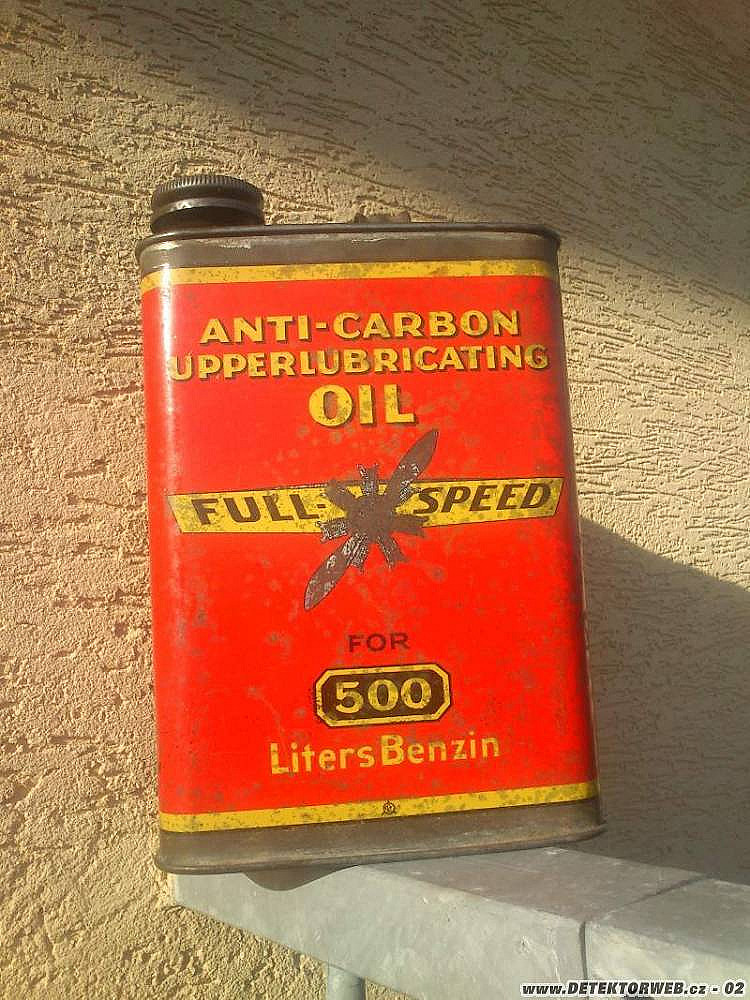 ANTI-CARBON
UPPERLUBRICATING
OIL
FULL-SPEED
FOR
500
Liters Benzin
www.DETEKTORWEB.cz - 02